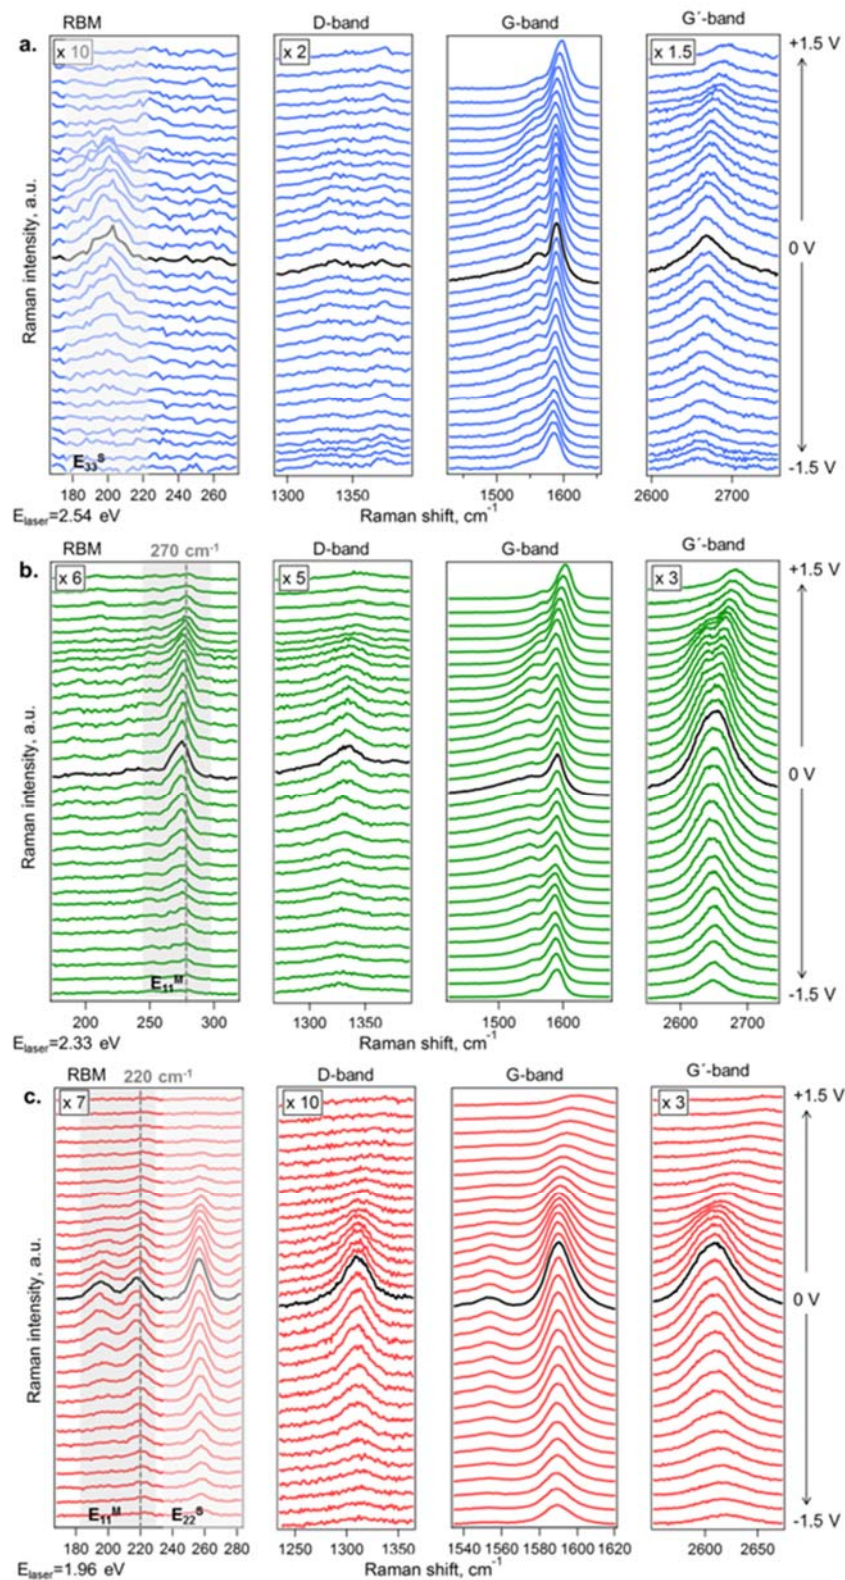 RBM D-band G-band G´-band
a. x 10 x 2 x 1.5 +1.5 V
Raman intensity, a.u.
0 V
E33S
-1.5 V
180 200 220 240 260 1300 1350 1500 1600 2600 2700
Elaser=2.54 eV Raman shift, cm-1
RBM 270 cm-1 D-band G-band G´-band
b. x 6 x 5 x 3 +1.5 V
Raman intensity, a.u.
0 V
E11M
-1.5 V
200 250 300 1300 1350 1500 1600 2600 2700
Elaser=2.33 eV Raman shift, cm-1
RBM 220 cm-1 D-band G-band G´-band
c. x 7 x 10 x 3 +1.5 V
Raman intensity, a.u.
0 V
E11M E22S
-1.5 V
180 200 220 240 260 280 1250 1300 1350 1540 1560 1580 1600 1620 2600 2650
Elaser=1.96 eV Raman shift, cm-1